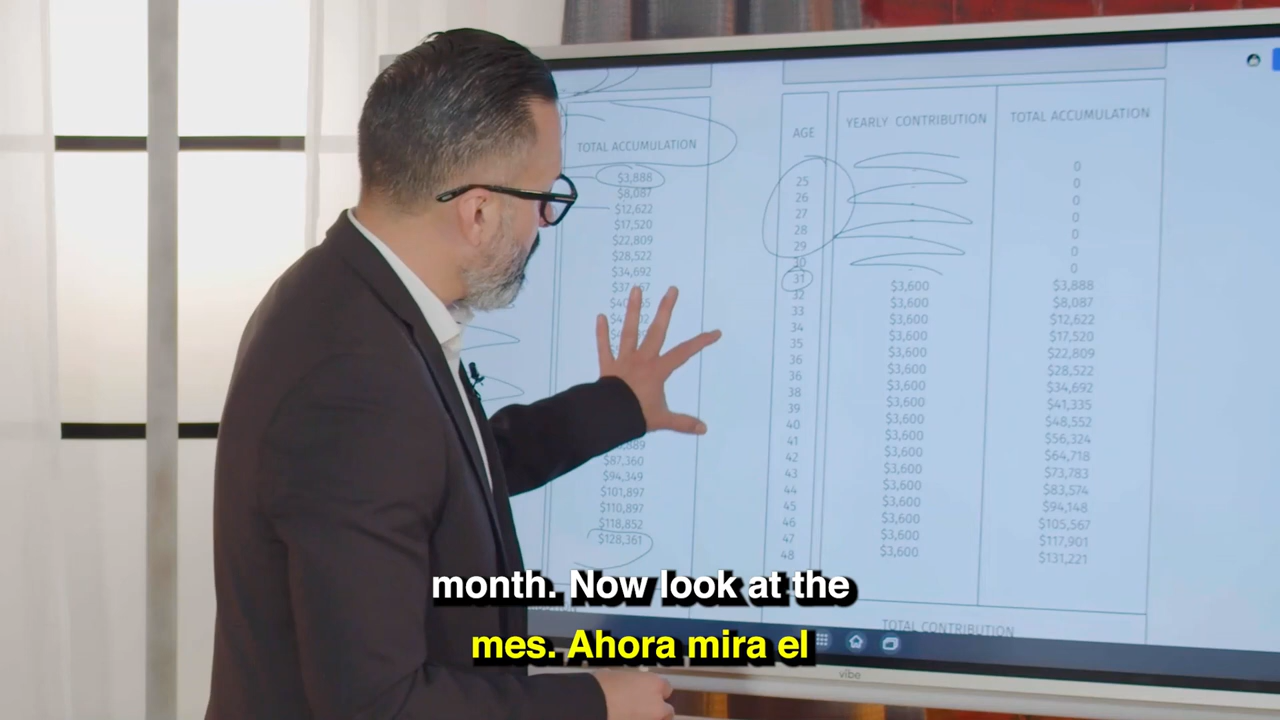 TOTAL ACCUMULATION
$3,888
$8,087
$12,622
$17,520
$22,809
$28,522
$34,692
$87,360
$94,349
$101,897
$110,897
$118,852
$128,361
AGE YEARLY CONTRIBUTION TOTAL ACCUMULATION
25 0
26 0
27 0
28 0
29 0
30 0
31 $3,600 $3,888
32 $3,600 $8,087
33 $3,600 $12,622
34 $3,600 $17,520
35 $3,600 $22,809
36 $3,600 $28,522
36 $3,600 $34,692
38 $3,600 $41,335
39 $3,600 $48,552
40 $3,600 $56,324
41 $3,600 $64,718
42 $3,600 $73,783
43 $3,600 $83,574
44 $3,600 $94,148
45 $3,600 $105,567
46 $3,600 $117,901
47 $3,600 $131,221
48
TOTAL CONTRIBUTION
vibe
month. Now look at the
mes. Ahora mira el